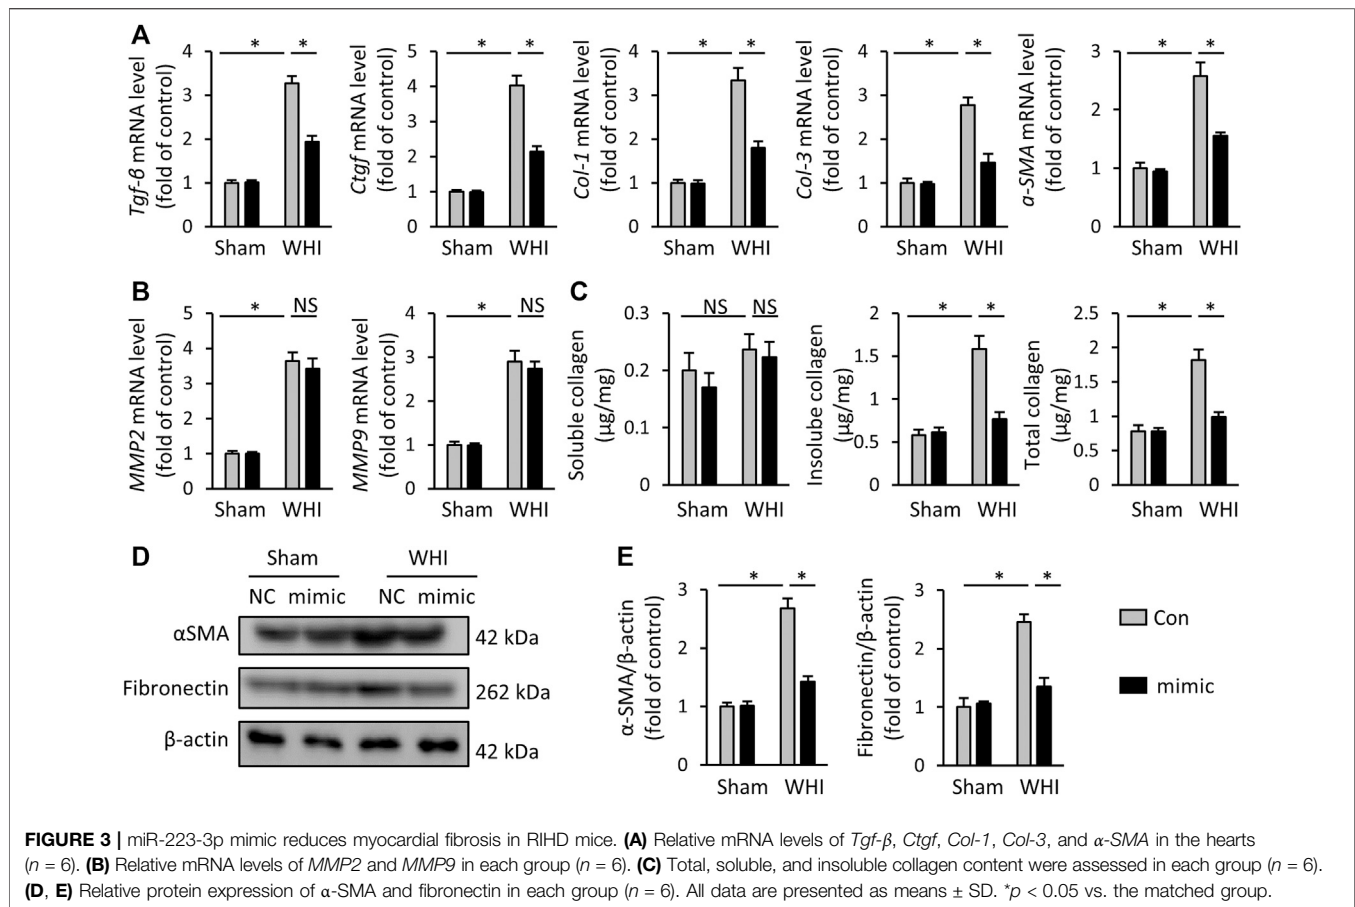 A
Tgf-β mRNA level
(fold of control)
4
3
2
1
0
*
*
Sham
WHI
Ctgf mRNA level
(fold of control)
5
4
3
2
1
0
*
*
Sham
WHI
Col-1 mRNA level
(fold of control)
4
3
2
1
0
*
*
Sham
WHI
Col-3 mRNA level
(fold of control)
4
3
2
1
0
*
*
Sham
WHI
α-SMA mRNA level
(fold of control)
3
2
1
0
*
*
Sham
WHI
B
MMP2 mRNA level
(fold of control)
5
4
3
2
1
0
*
NS
Sham
WHI
MMP9 mRNA level
(fold of control)
4
3
2
1
0
*
NS
Sham
WHI
C
Soluble collagen
(μg/mg)
0.3
0.2
0.1
0
NS
NS
Sham
WHI
Insolube collagen
(μg/mg)
2
1.5
1
0.5
0
*
*
Sham
WHI
Total collagen
(μg/mg)
2.5
2
1.5
1
0.5
0
*
*
Sham
WHI
D
Sham
WHI
NC mimic
NC mimic
αSMA
42 kDa
Fibronectin
262 kDa
β-actin
42 kDa
E
α-SMA/β-actin
(fold of control)
3
2
1
0
*
*
Sham
WHI
Fibronectin/β-actin
(fold of control)
3
2
1
0
*
*
Sham
WHI
Con
mimic
FIGURE 3 | miR-223-3p mimic reduces myocardial fibrosis in RIHD mice. (A) Relative mRNA levels of Tgf-β, Ctgf, Col-1, Col-3, and α-SMA in the hearts
(n = 6). (B) Relative mRNA levels of MMP2 and MMP9 in each group (n = 6). (C) Total, soluble, and insoluble collagen content were assessed in each group (n = 6).
(D, E) Relative protein expression of α-SMA and fibronectin in each group (n = 6). All data are presented as means ± SD. *p < 0.05 vs. the matched group.